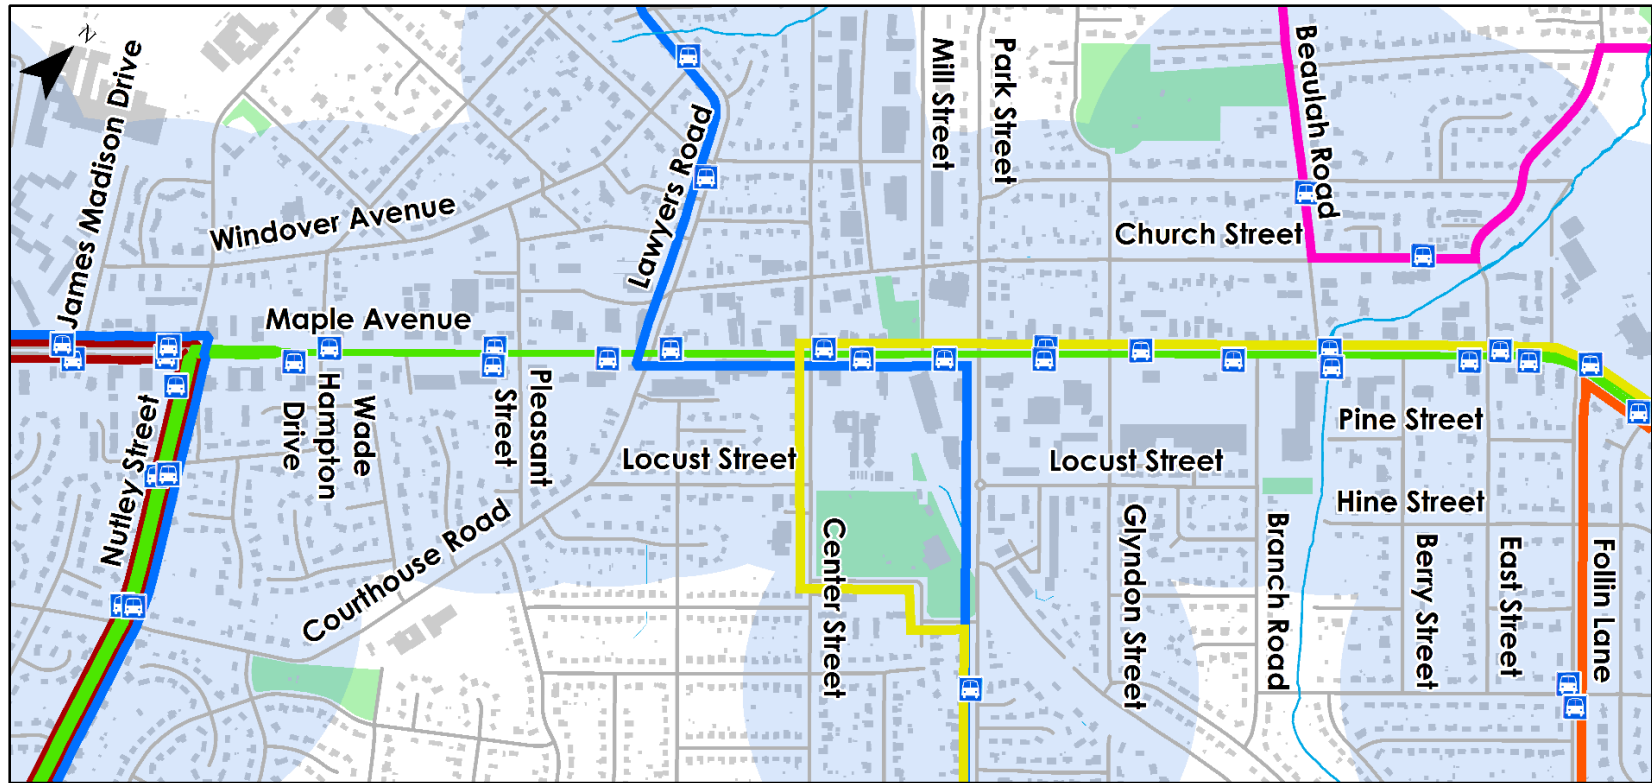 N
James Madison Drive
Windover Avenue
Lawyers Road
Mill Street
Park Street
Beaulah Road
Church Street
Maple Avenue
Nutley Street
Hampton
Drive
Wade
Pleasant
Street
Courthouse Road
Locust Street
Center Street
Locust Street
Glyndon Street
Branch Road
Pine Street
Hine Street
Berry Street
East Street
Follin Lane